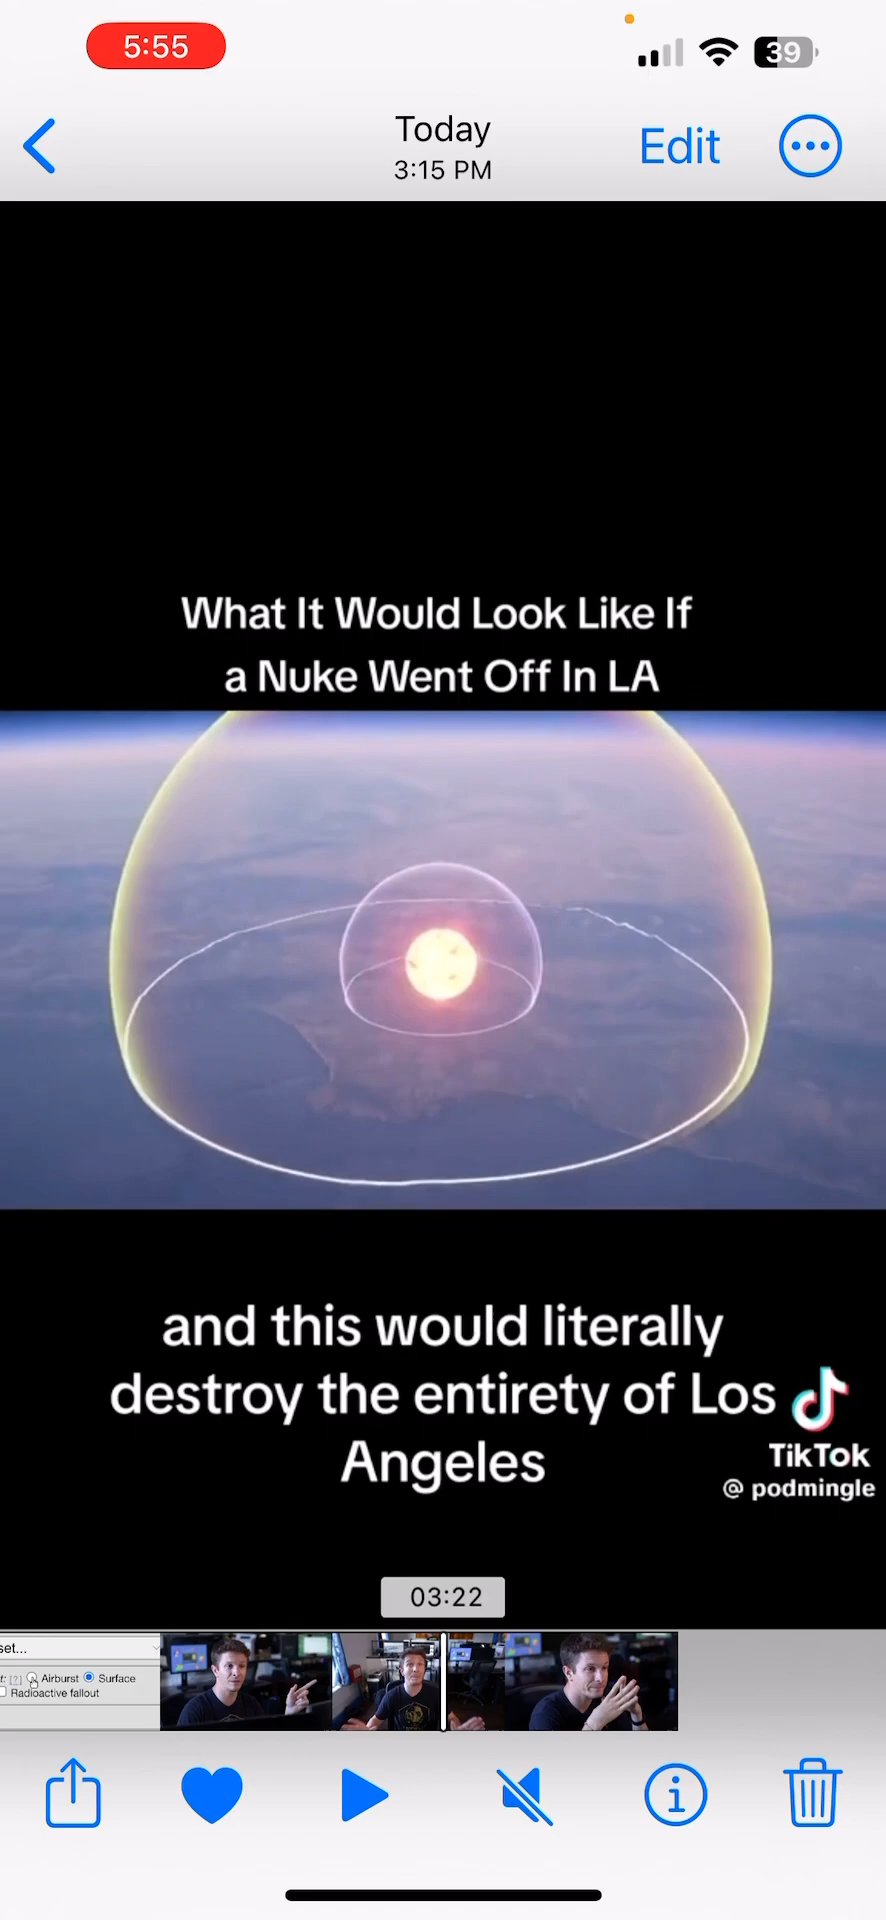 5:55
39
Today
Edit
3:15 PM
What It Would Look Like If
a Nuke Went Off In LA
and this would literally
destroy the entirety of Los
Angeles
TikTok
@ podmingle
03:22
set...
t: [?] Airburst Surface
Radioactive fallout